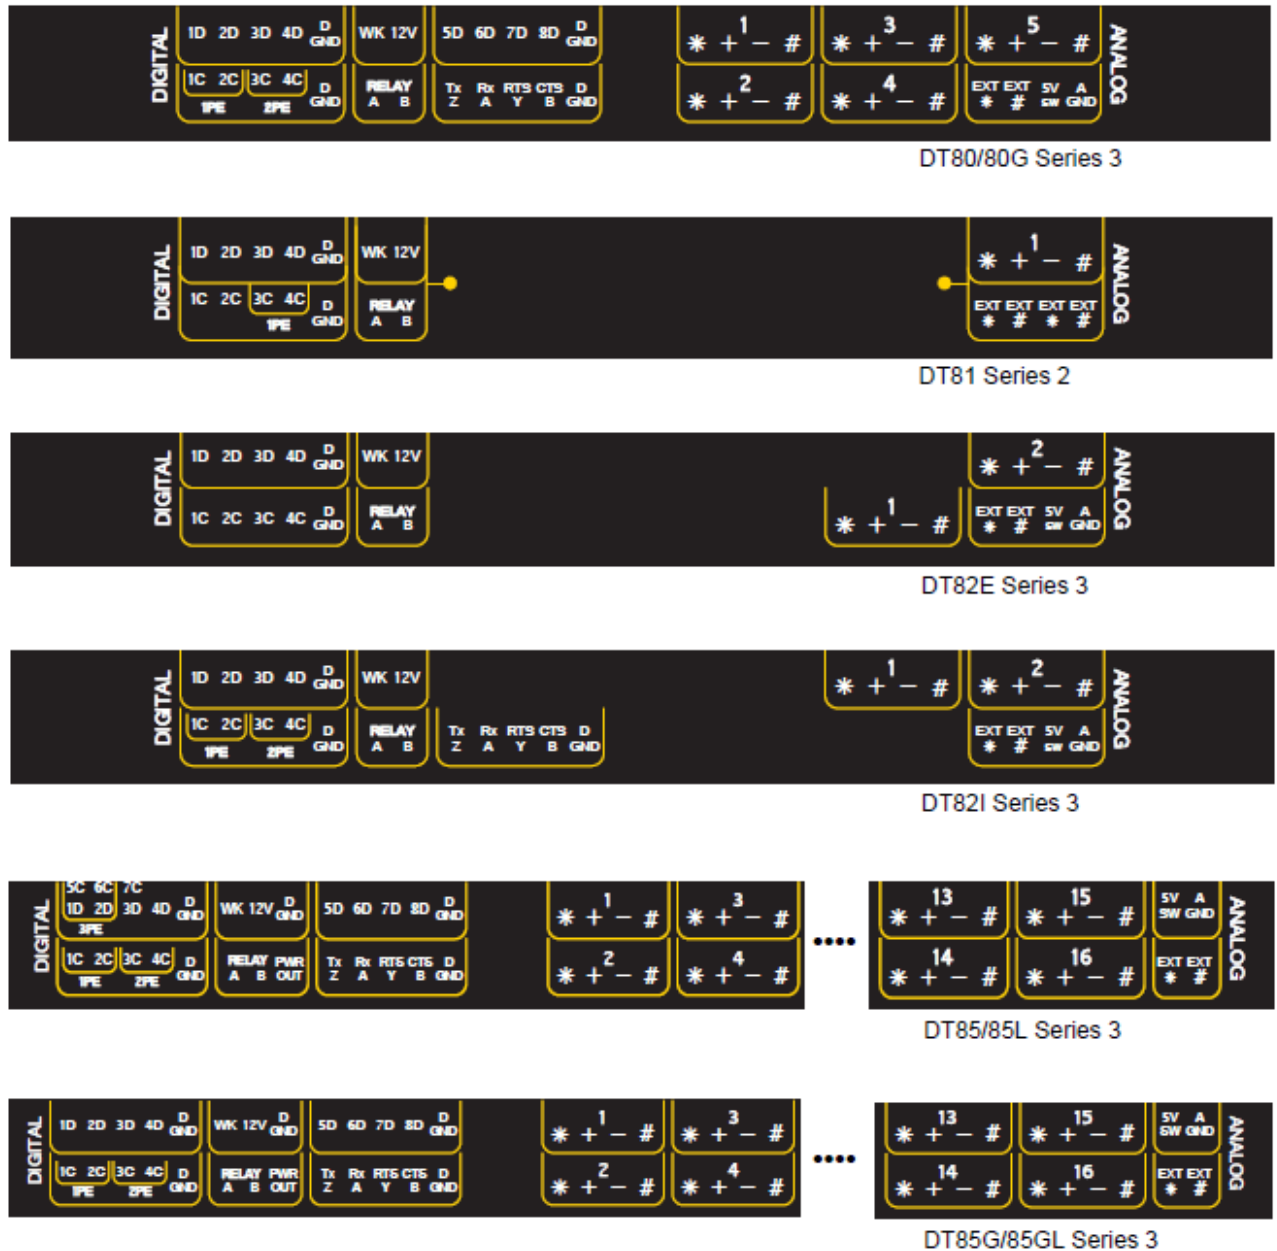 DIGITAL
1D 2D 3D 4D D GND WK 12V 5D 6D 7D 8D D GND * + 1 − # * + 3 − # * + 5 − #
1C 2C 3C 4C D GND RELAY Tx Rx RTS CTS D GND * + 2 − # * + 4 − # EXT EXT 5V A
1PE 2PE A B Z A Y B * # SW GND
ANALOG
DT80/80G Series 3
DIGITAL
1D 2D 3D 4D D GND WK 12V * + 1 − #
1C 2C 3C 4C D GND RELAY EXT EXT EXT EXT
1PE A B * # * #
ANALOG
DT81 Series 2
DIGITAL
1D 2D 3D 4D D GND WK 12V * + 2 − #
1C 2C 3C 4C D GND RELAY * + 1 − # EXT EXT 5V A
A B * # SW GND
ANALOG
DT82E Series 3
DIGITAL
1D 2D 3D 4D D GND WK 12V * + 1 − # * + 2 − #
1C 2C 3C 4C D GND RELAY Tx Rx RTS CTS D EXT EXT 5V A
1PE 2PE A B Z A Y B GND * # SW GND
ANALOG
DT82I Series 3
DIGITAL
5C 6C 7C
1D 2D 3D 4D D GND WK 12V D GND 5D 6D 7D 8D D GND * + 1 − # * + 3 − # * + 13 − # * + 15 − # 5V A
3PE SW GND
1C 2C 3C 4C D GND RELAY PWR Tx Rx RTS CTS D GND * + 2 − # * + 4 − # •••• * + 14 − # * + 16 − # EXT EXT
1PE 2PE A B OUT Z A Y B * #
ANALOG
DT85/85L Series 3
DIGITAL
1D 2D 3D 4D D GND WK 12V D GND 5D 6D 7D 8D D GND * + 1 − # * + 3 − # * + 13 − # * + 15 − # 5V A
SW GND
1C 2C 3C 4C D GND RELAY PWR Tx Rx RTS CTS D GND * + 2 − # * + 4 − # •••• * + 14 − # * + 16 − # EXT EXT
1PE 2PE A B OUT Z A Y B * #
ANALOG
DT85G/85GL Series 3